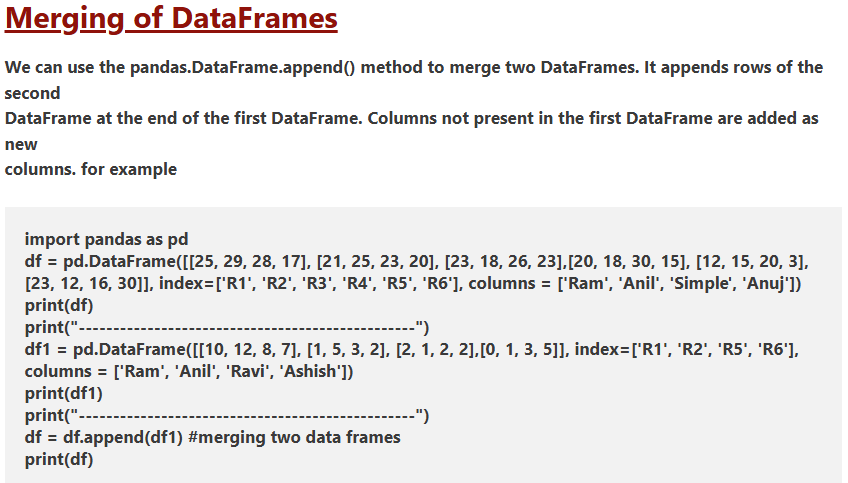 Merging of DataFrames
We can use the pandas.DataFrame.append() method to merge two DataFrames. It appends rows of the
second
DataFrame at the end of the first DataFrame. Columns not present in the first DataFrame are added as
new
columns. for example
import pandas as pd
df = pd.DataFrame([[25, 29, 28, 17], [21, 25, 23, 20], [23, 18, 26, 23],[20, 18, 30, 15], [12, 15, 20, 3],
[23, 12, 16, 30]], index=['R1', 'R2', 'R3', 'R4', 'R5', 'R6'], columns = ['Ram', 'Anil', 'Simple', 'Anuj'])
print(df)
print("-------------------------------------------------")
df1 = pd.DataFrame([[10, 12, 8, 7], [1, 5, 3, 2], [2, 1, 2, 2],[0, 1, 3, 5]], index=['R1', 'R2', 'R5', 'R6'],
columns = ['Ram', 'Anil', 'Ravi', 'Ashish'])
print(df1)
print("-------------------------------------------------")
df = df.append(df1) #merging two data frames
print(df)